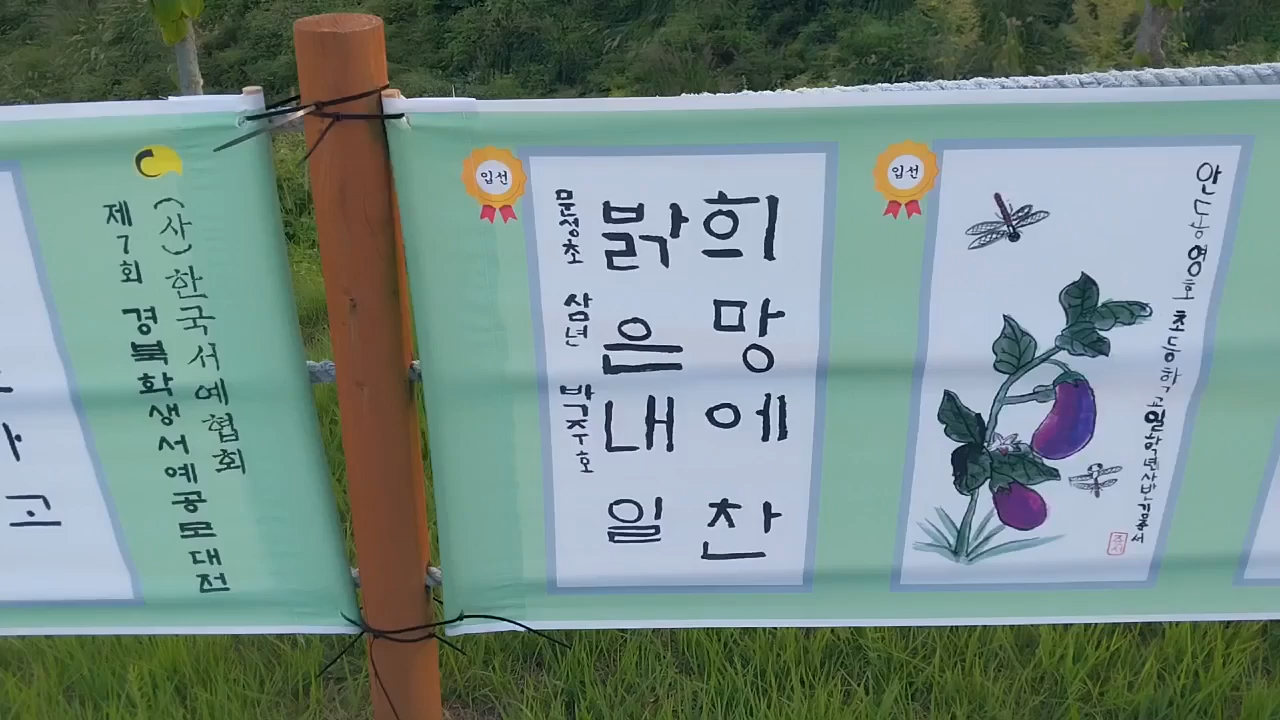 (사)한국서예협회
제7회 경북학생서예공모대전
입선
희망에찬
밝은내일
문성초 삼년 박주호
입선
안동영호초등학교일학년사반김종서